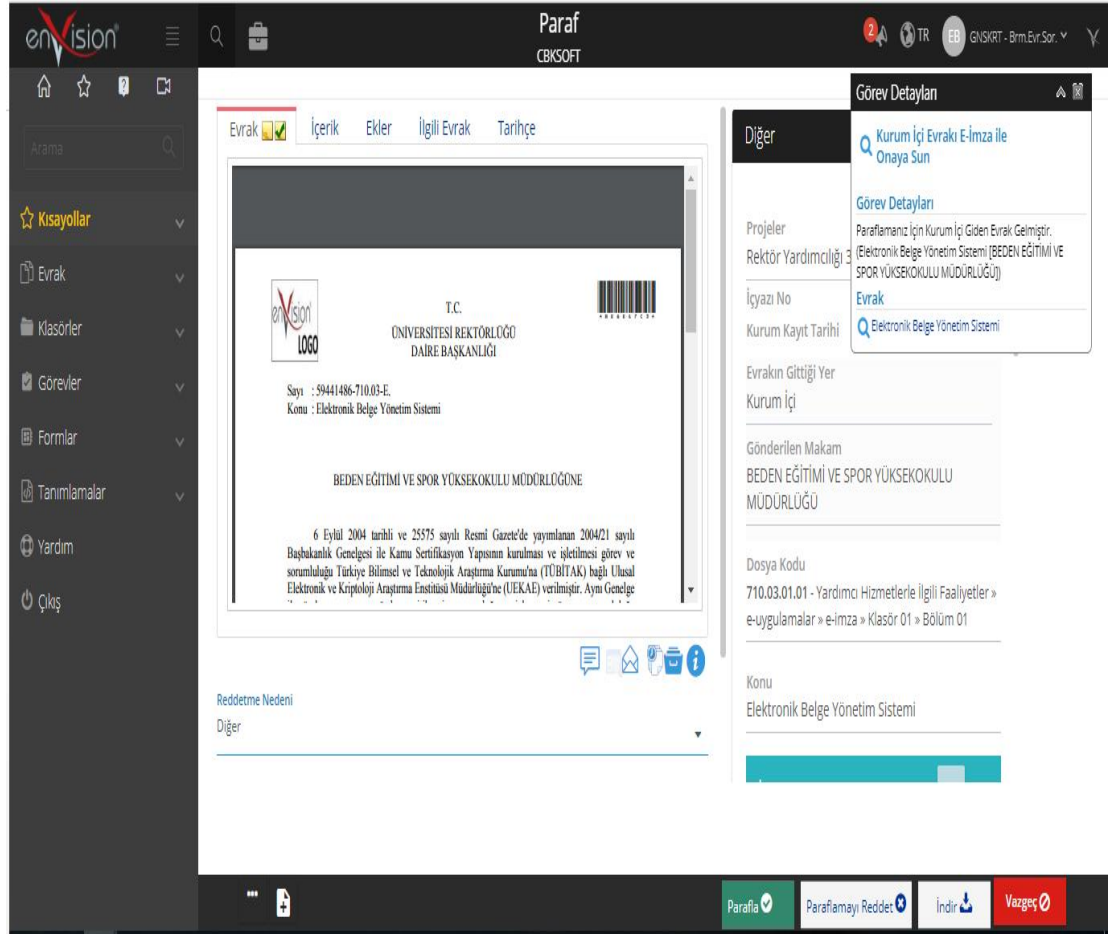 enVision
Paraf
CBKSOFT
2
TR
EB
GNSKRT - Brm.Evr.Sor.
Arama
Kısayollar
Evrak
Klasörler
Görevler
Formlar
Tanımlamalar
Yardım
Çıkış
Evrak
İçerik
Ekler
İlgili Evrak
Tarihçe
enVision
LOGO
T.C.
ÜNİVERSİTESİ REKTÖRLÜĞÜ
DAİRE BAŞKANLIĞI
Sayı : 59441486-710.03-E.
Konu : Elektronik Belge Yönetim Sistemi
BEDEN EĞİTİMİ VE SPOR YÜKSEKOKULU MÜDÜRLÜĞÜNE
6 Eylül 2004 tarihli ve 25575 sayılı Resmî Gazete'de yayımlanan 2004/21 sayılı
Başbakanlık Genelgesi ile Kamu Sertifikasyon Yapısının kurulması ve işletilmesi görev ve
sorumluluğu Türkiye Bilimsel ve Teknolojik Araştırma Kurumu'na (TÜBİTAK) bağlı Ulusal
Elektronik ve Kriptoloji Araştırma Enstitüsü Müdürlüğü'ne (UEKAE) verilmiştir. Aynı Genelge
Reddetme Nedeni
Diğer
Diğer
Projeler
Rektör Yardımcılığı 3
İçyazı No
Kurum Kayıt Tarihi
Evrakın Gittiği Yer
Kurum İçi
Gönderilen Makam
BEDEN EĞİTİMİ VE SPOR YÜKSEKOKULU
MÜDÜRLÜĞÜ
Dosya Kodu
710.03.01.01 - Yardımcı Hizmetlerle İlgili Faaliyetler »
e-uygulamalar » e-imza » Klasör 01 » Bölüm 01
Konu
Elektronik Belge Yönetim Sistemi
Görev Detayları
Kurum İçi Evrakı E-İmza ile
Onaya Sun
Görev Detayları
Paraflamanız İçin Kurum İçi Giden Evrak Gelmiştir.
(Elektronik Belge Yönetim Sistemi [BEDEN EĞİTİMİ VE
SPOR YÜKSEKOKULU MÜDÜRLÜĞÜ])
Evrak
Elektronik Belge Yönetim Sistemi
Parafla
Paraflamayı Reddet
İndir
Vazgeç